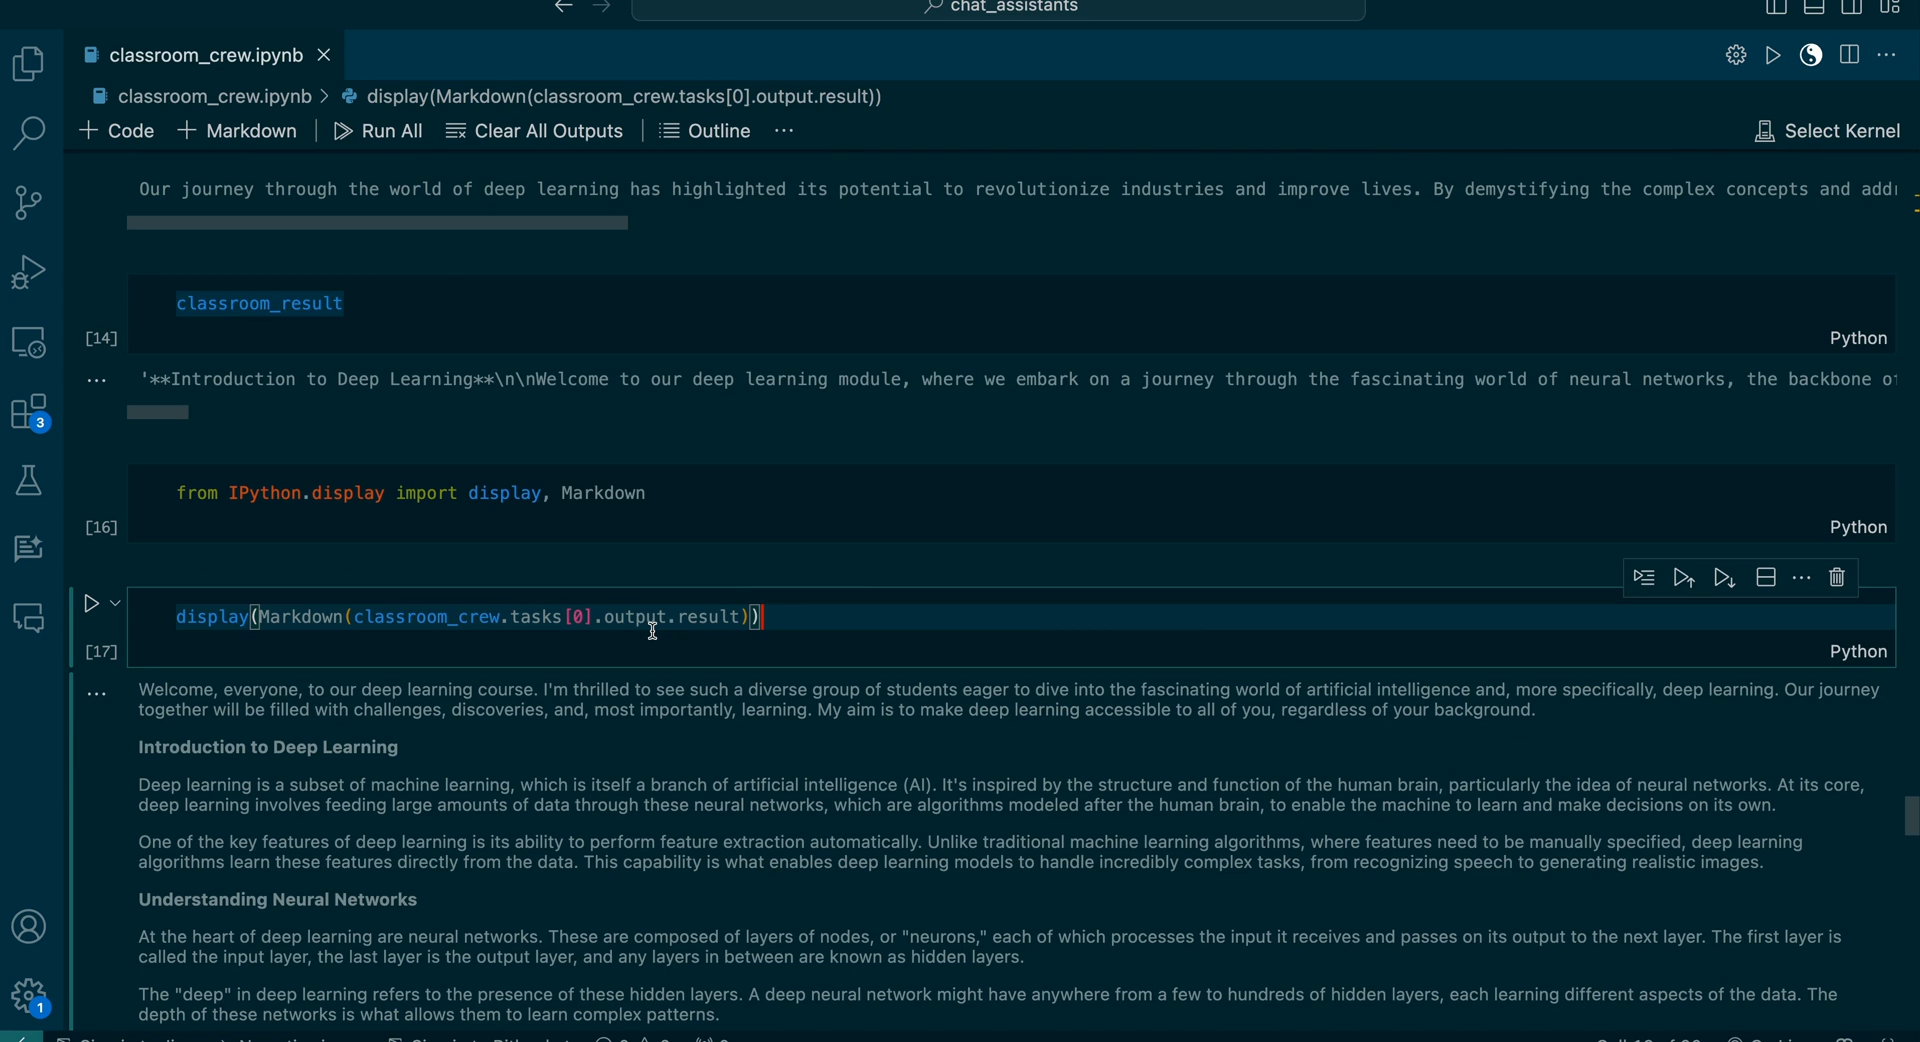 chat_assistants
classroom_crew.ipynb
classroom_crew.ipynb > display(Markdown(classroom_crew.tasks[0].output.result))
+ Code + Markdown Run All Clear All Outputs Outline ... Select Kernel
Our journey through the world of deep learning has highlighted its potential to revolutionize industries and improve lives. By demystifying the complex concepts and addr
classroom_result
[14] Python
... '**Introduction to Deep Learning**\n\nWelcome to our deep learning module, where we embark on a journey through the fascinating world of neural networks, the backbone of
3
from IPython.display import display, Markdown
[16] Python
display(Markdown(classroom_crew.tasks[0].output.result))
[17] Python
... Welcome, everyone, to our deep learning course. I'm thrilled to see such a diverse group of students eager to dive into the fascinating world of artificial intelligence and, more specifically, deep learning. Our journey
together will be filled with challenges, discoveries, and, most importantly, learning. My aim is to make deep learning accessible to all of you, regardless of your background.
Introduction to Deep Learning
Deep learning is a subset of machine learning, which is itself a branch of artificial intelligence (AI). It's inspired by the structure and function of the human brain, particularly the idea of neural networks. At its core,
deep learning involves feeding large amounts of data through these neural networks, which are algorithms modeled after the human brain, to enable the machine to learn and make decisions on its own.
One of the key features of deep learning is its ability to perform feature extraction automatically. Unlike traditional machine learning algorithms, where features need to be manually specified, deep learning
algorithms learn these features directly from the data. This capability is what enables deep learning models to handle incredibly complex tasks, from recognizing speech to generating realistic images.
Understanding Neural Networks
At the heart of deep learning are neural networks. These are composed of layers of nodes, or "neurons," each of which processes the input it receives and passes on its output to the next layer. The first layer is
called the input layer, the last layer is the output layer, and any layers in between are known as hidden layers.
The "deep" in deep learning refers to the presence of these hidden layers. A deep neural network might have anywhere from a few to hundreds of hidden layers, each learning different aspects of the data. The
depth of these networks is what allows them to learn complex patterns.
1